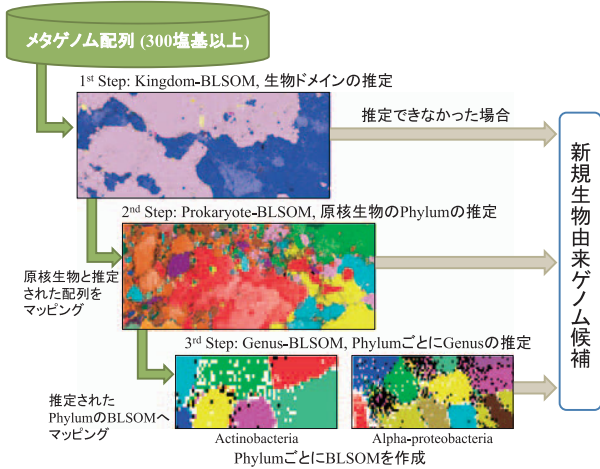 メタゲノム配列 (300塩基以上)
1st Step: Kingdom-BLSOM, 生物ドメインの推定
推定できなかった場合
2nd Step: Prokaryote-BLSOM, 原核生物のPhylumの推定
原核生物と推定
された配列を
マッピング
3rd Step: Genus-BLSOM, PhylumごとにGenusの推定
推定された
PhylumのBLSOMへ
マッピング
Actinobacteria
Alpha-proteobacteria
PhylumごとにBLSOMを作成
新規生物由来ゲノム候補